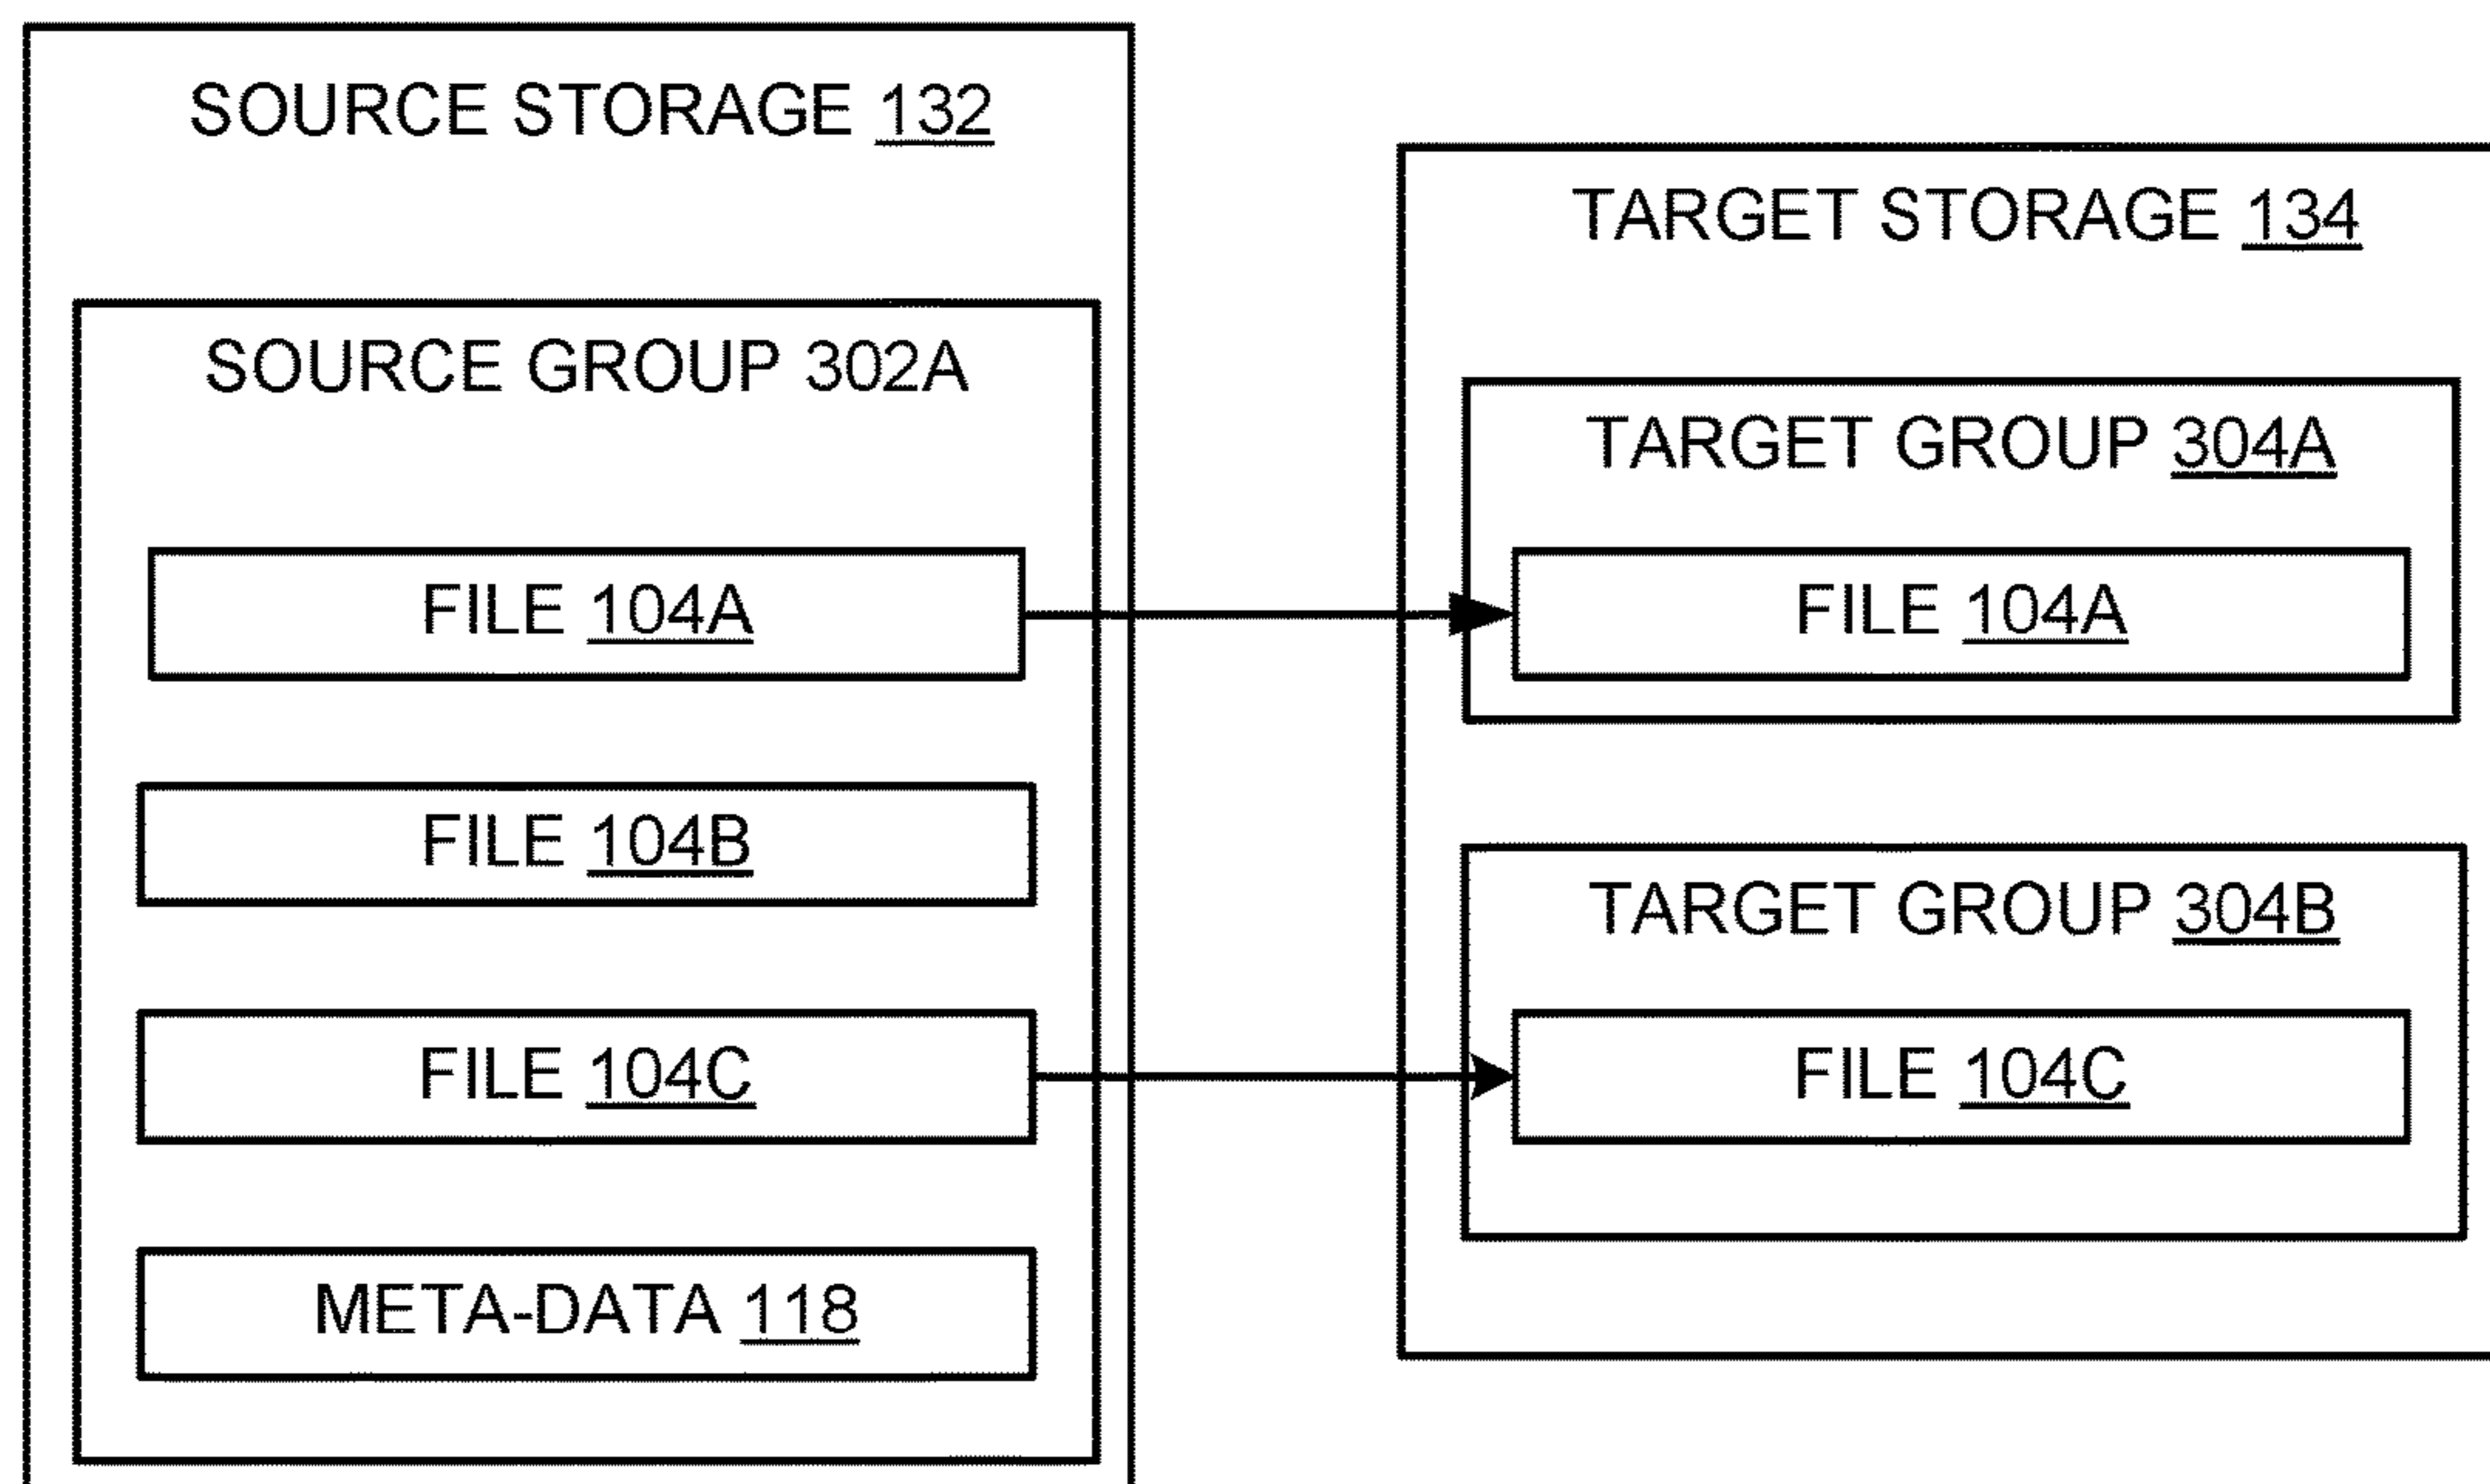 SOURCE STORAGE 132
SOURCE GROUP 302A
FILE 104A
FILE 104B
FILE 104C
META-DATA 118
TARGET STORAGE 134
TARGET GROUP 304A
FILE 104A
TARGET GROUP 304B
FILE 104C